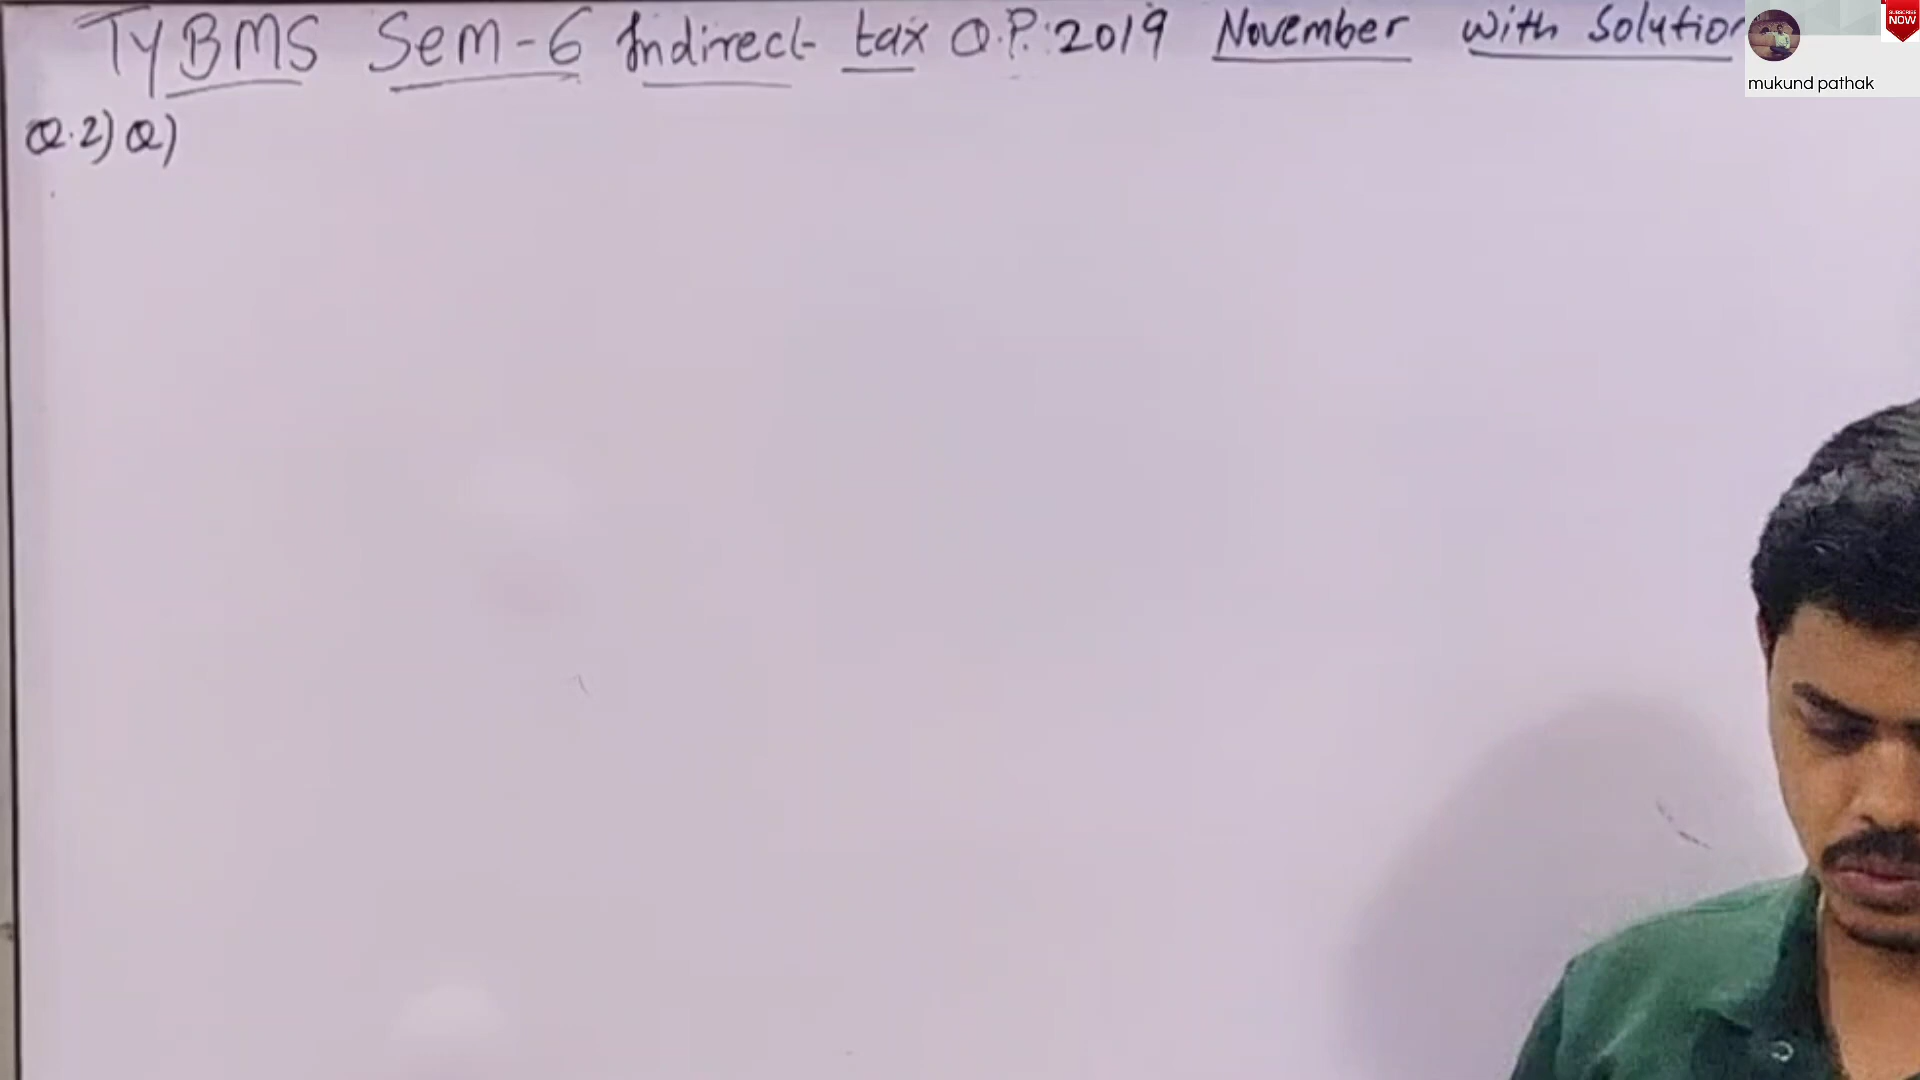 TyBMS Sem-6 Indirect tax Q.P. 2019 November with Solution
SUBSCRIBE NOW
mukund pathak
Q.2) a)